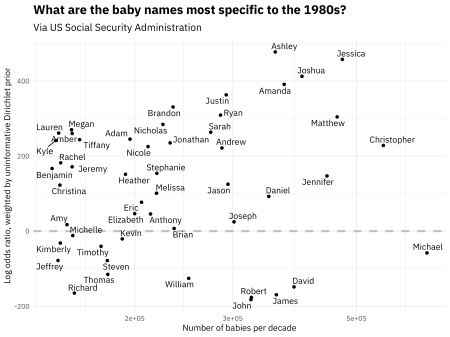 What are the baby names most specific to the 1980s?
Via US Social Security Administration
Ashley
Jessica
Joshua
Amanda
Justin
Brandon
Ryan
Matthew
Lauren
Megan
Nicholas
Sarah
Adam
Amber
Tiffany
Jonathan
Andrew
Christopher
Kyle
Nicole
Rachel
Benjamin
Jeremy
Stephanie
Heather
Jennifer
Christina
Melissa
Jason
Daniel
Eric
Amy
Elizabeth
Anthony
Joseph
Michelle
Kevin
Brian
Kimberly
Timothy
Michael
Jeffrey
Steven
Thomas
Richard
William
Robert
David
John
James
400
200
0
-200
2e+05
3e+05
5e+05
Number of babies per decade
Log odds ratio, weighted by uninformative Dirichlet prior